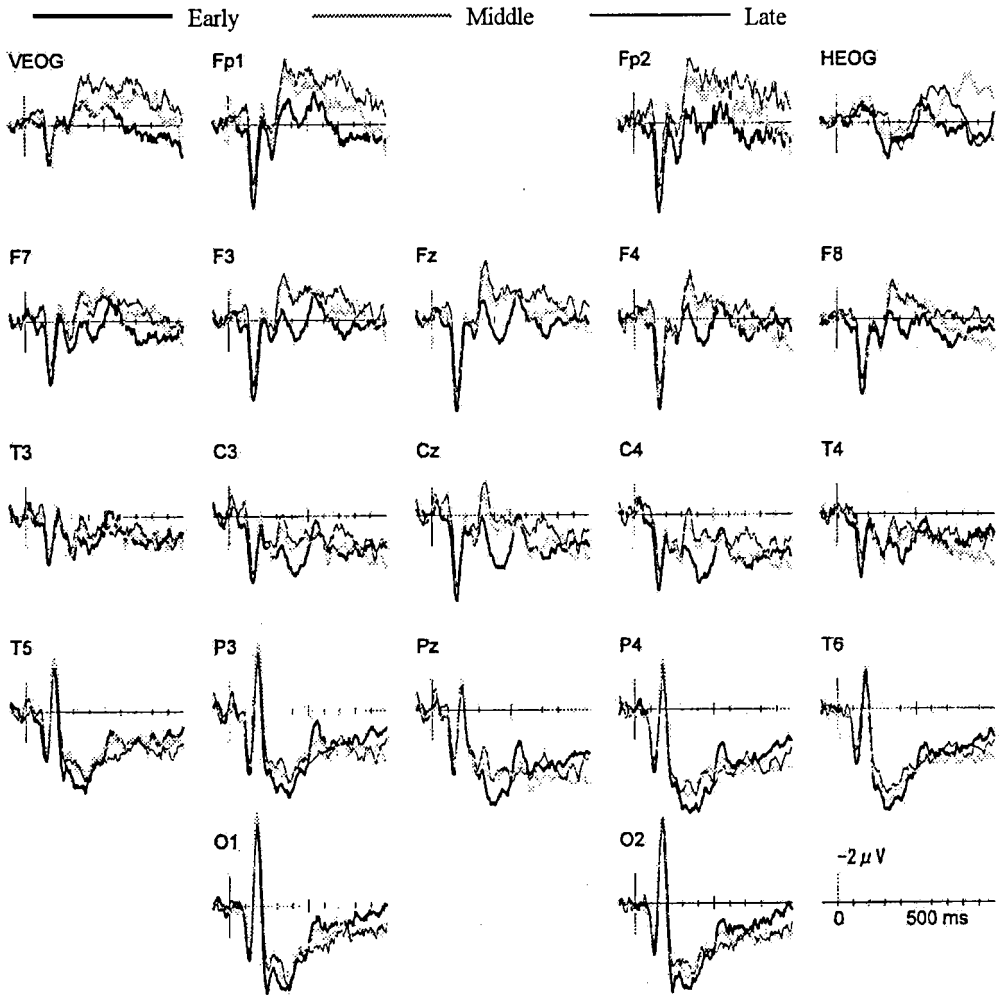 Early Middle Late
VEOG Fp1 Fp2 HEOG
F7 F3 Fz F4 F8
T3 C3 Cz C4 T4
T5 P3 Pz P4 T6
O1 O2
-2 μV
0 500 ms